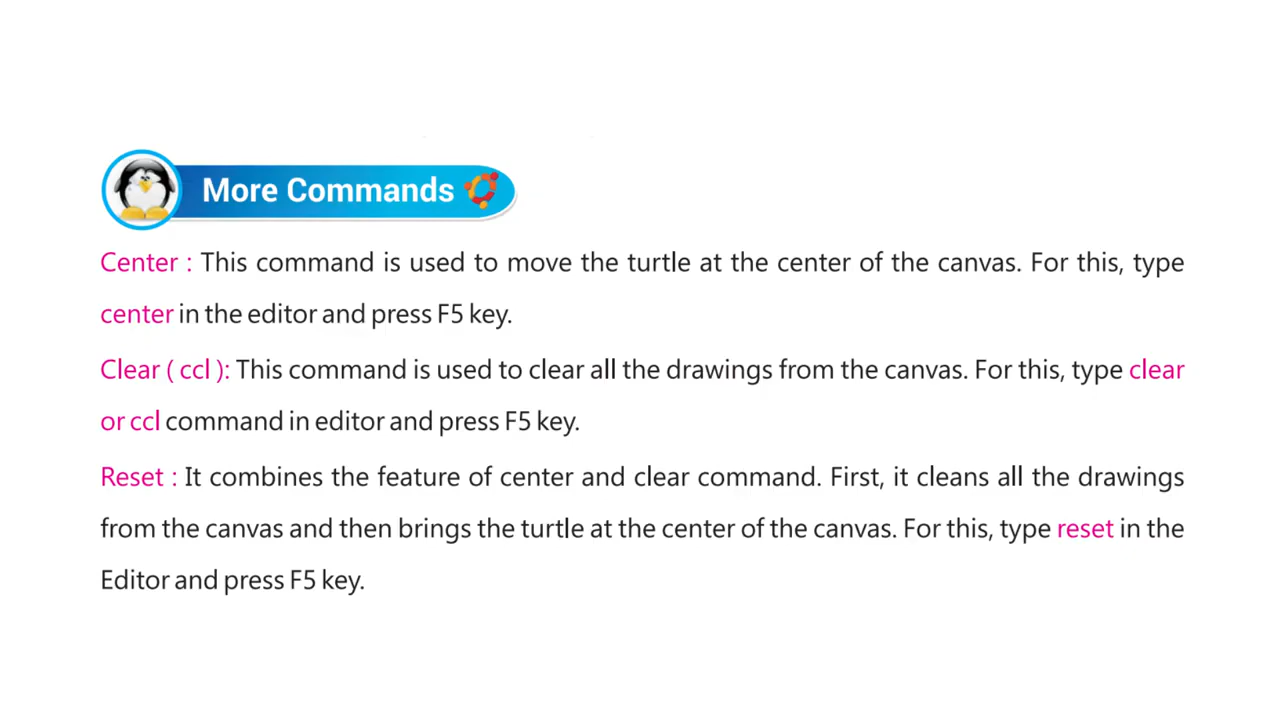 More Commands
Center : This command is used to move the turtle at the center of the canvas. For this, type
center in the editor and press F5 key.
Clear ( ccl ): This command is used to clear all the drawings from the canvas. For this, type clear
or ccl command in editor and press F5 key.
Reset : It combines the feature of center and clear command. First, it cleans all the drawings
from the canvas and then brings the turtle at the center of the canvas. For this, type reset in the
Editor and press F5 key.